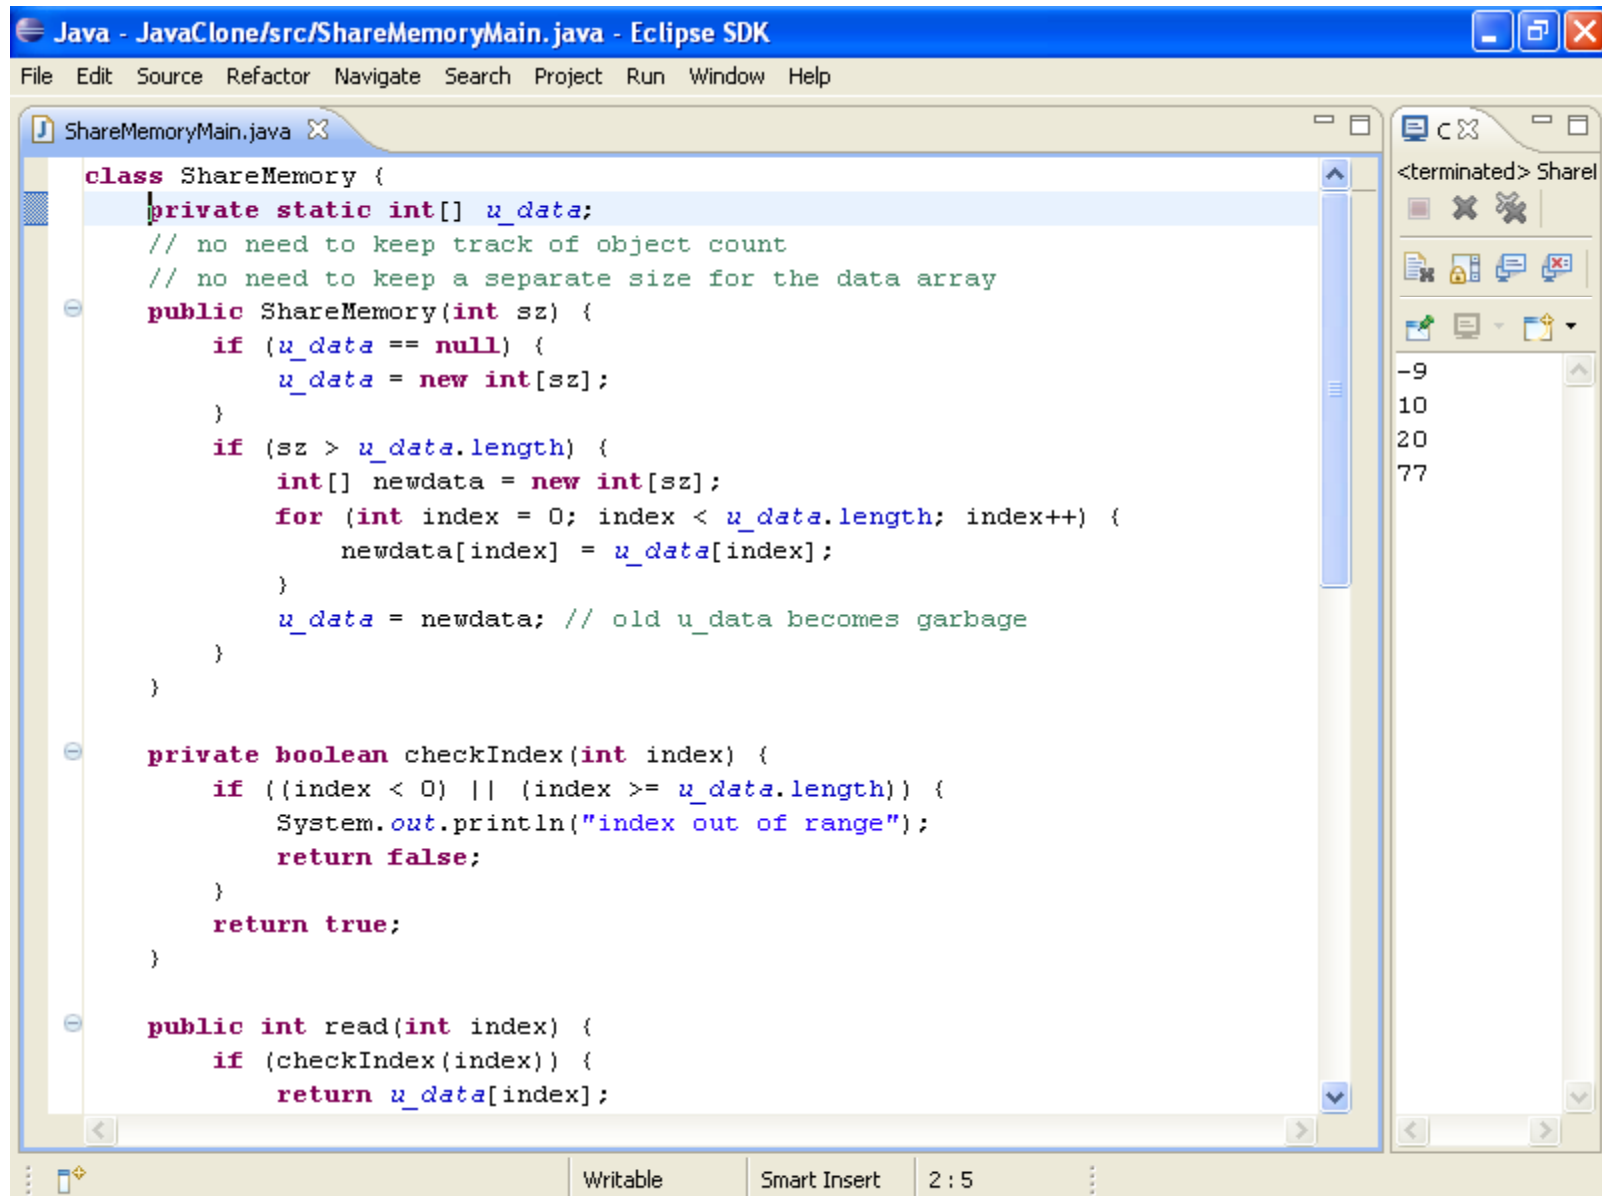 Java - JavaClone/src/ShareMemoryMain.java - Eclipse SDK
File Edit Source Refactor Navigate Search Project Run Window Help
ShareMemoryMain.java
class ShareMemory {
    private static int[] u_data;
    // no need to keep track of object count
    // no need to keep a separate size for the data array
    public ShareMemory(int sz) {
        if (u_data == null) {
            u_data = new int[sz];
        }
        if (sz > u_data.length) {
            int[] newdata = new int[sz];
            for (int index = 0; index < u_data.length; index++) {
                newdata[index] = u_data[index];
            }
            u_data = newdata; // old u_data becomes garbage
        }
    }

    private boolean checkIndex(int index) {
        if ((index < 0) || (index >= u_data.length)) {
            System.out.println("index out of range");
            return false;
        }
        return true;
    }

    public int read(int index) {
        if (checkIndex(index)) {
            return u_data[index];
C
<terminated> Sharel
-9
10
20
77
Writable
Smart Insert
2 : 5